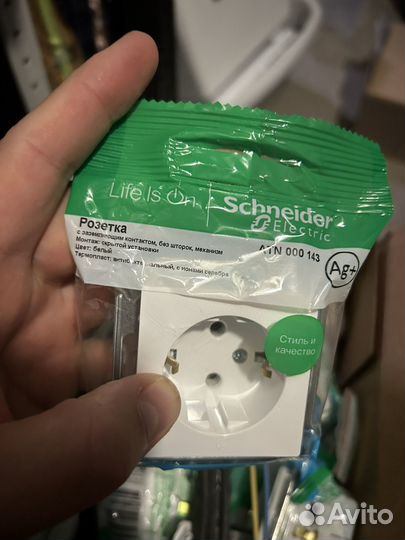 Life Is On
Schneider
Electric
Розетка
с заземляющим контактом, без шторок, механизм
Монтаж: скрытой установки
Цвет: белый
Термопласт: антибактериальный, с ионами серебра
ATN 000 143
Ag+
Стиль и
качество
Avito